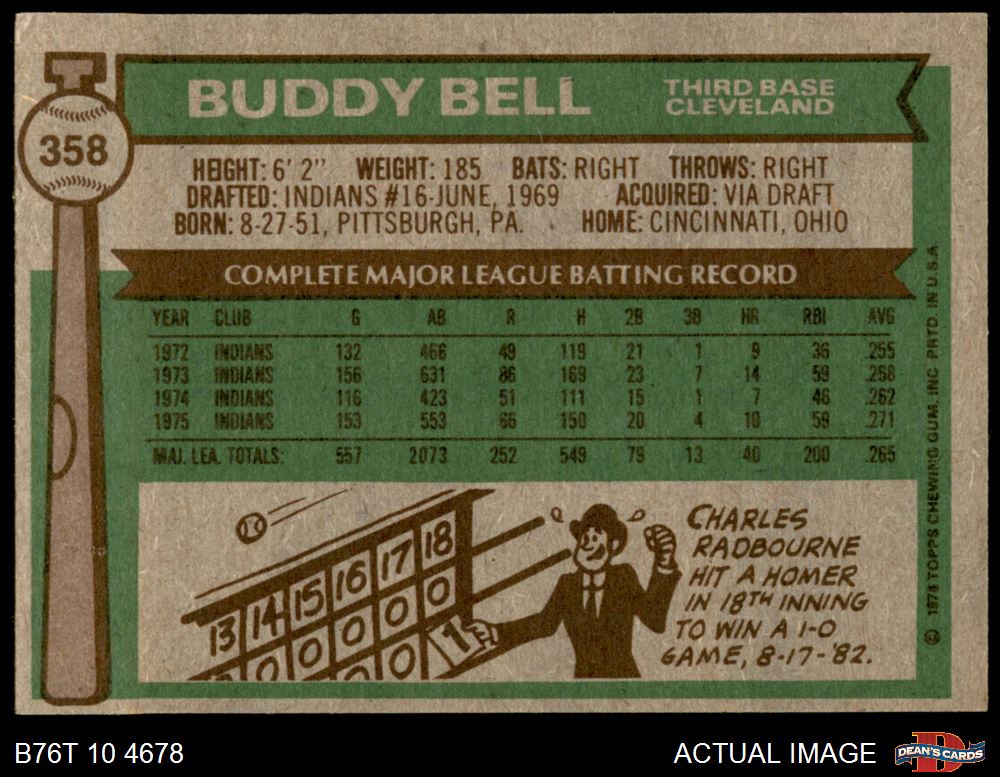 358
BUDDY BELL
THIRD BASE
CLEVELAND
HEIGHT: 6' 2" WEIGHT: 185 BATS: RIGHT THROWS: RIGHT
DRAFTED: INDIANS #16-JUNE, 1969 ACQUIRED: VIA DRAFT
BORN: 8-27-51, PITTSBURGH, PA. HOME: CINCINNATI, OHIO
COMPLETE MAJOR LEAGUE BATTING RECORD
YEAR CLUB G AB R H 2B 3B HR RBI AVG
1972 INDIANS 132 466 49 119 21 1 9 36 .255
1973 INDIANS 156 631 86 169 23 7 14 59 .268
1974 INDIANS 116 423 51 111 15 1 7 46 .262
1975 INDIANS 153 553 66 150 20 4 10 59 .271
MAJ. LEA. TOTALS: 557 2073 252 549 79 13 40 200 .265
13 14 15 16 17 18
0 0 0 0 0 1
CHARLES
RADBOURNE
HIT A HOMER
IN 18TH INNING
TO WIN A 1-0
GAME, 8-17-'82.
© 1976 TOPPS CHEWING GUM, INC. PRTD. IN U.S.A.
B76T 10 4678
ACTUAL IMAGE
D
DEAN'S CARDS